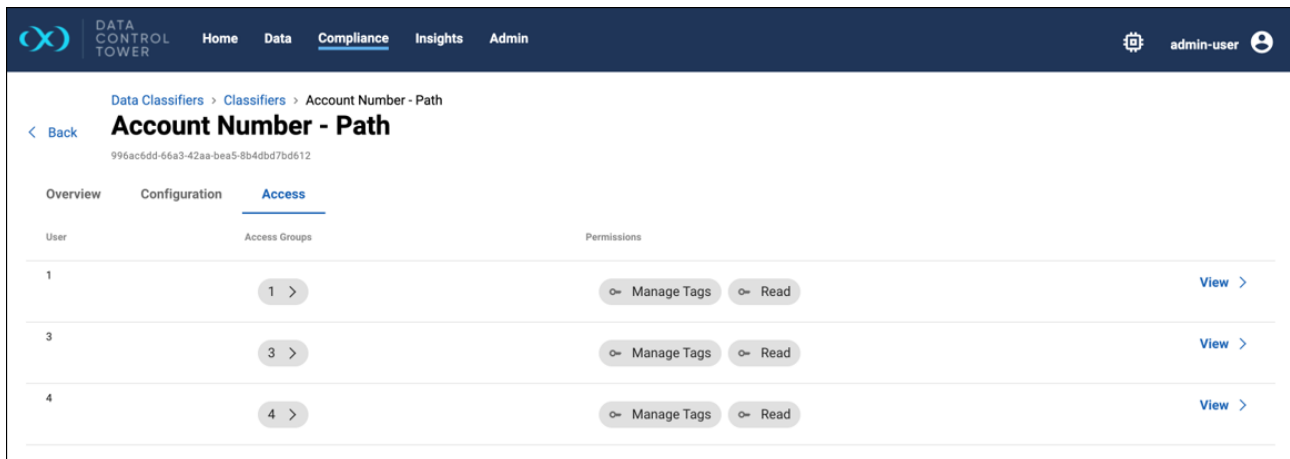 DATA
CONTROL
TOWER
Home Data Compliance Insights Admin admin-user
Data Classifiers > Classifiers > Account Number - Path
< Back
Account Number - Path
996ac6dd-66a3-42aa-bea5-8b4dbd7bd612
Overview Configuration Access
User Access Groups Permissions
1 1 > Manage Tags Read View >
3 3 > Manage Tags Read View >
4 4 > Manage Tags Read View >